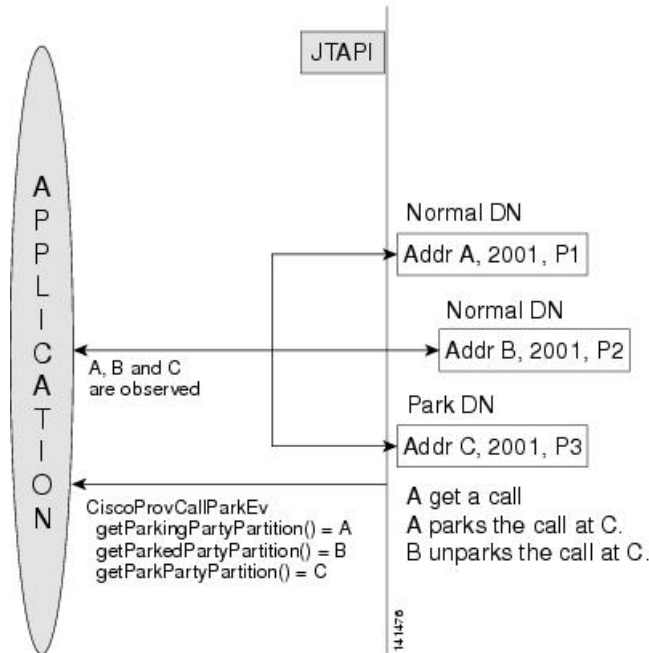 JTAPI
APPLICATION
Normal DN
Addr A, 2001, P1
Normal DN
Addr B, 2001, P2
A, B and C
are observed
Park DN
Addr C, 2001, P3
CiscoProvCallParkEv
getParkingPartyPartition() = A
getParkedPartyPartition() = B
getParkPartyPartition() = C
A get a call
A parks the call at C.
B unparks the call at C.
141476